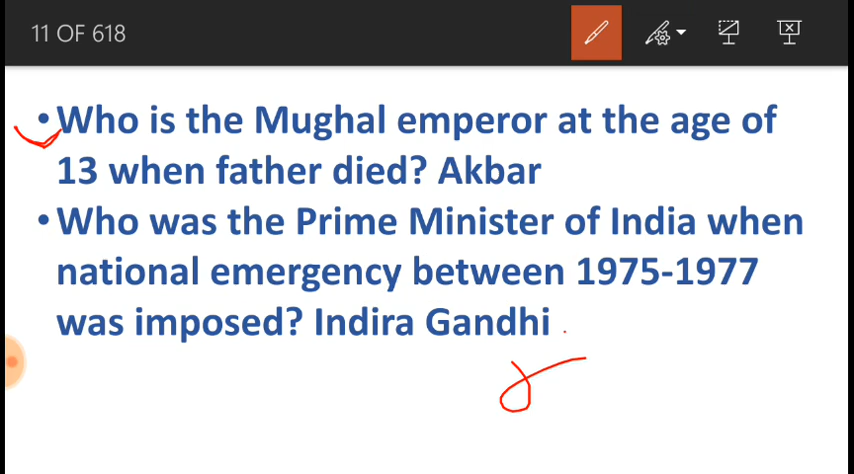 11 OF 618
• Who is the Mughal emperor at the age of
13 when father died? Akbar
• Who was the Prime Minister of India when
national emergency between 1975-1977
was imposed? Indira Gandhi